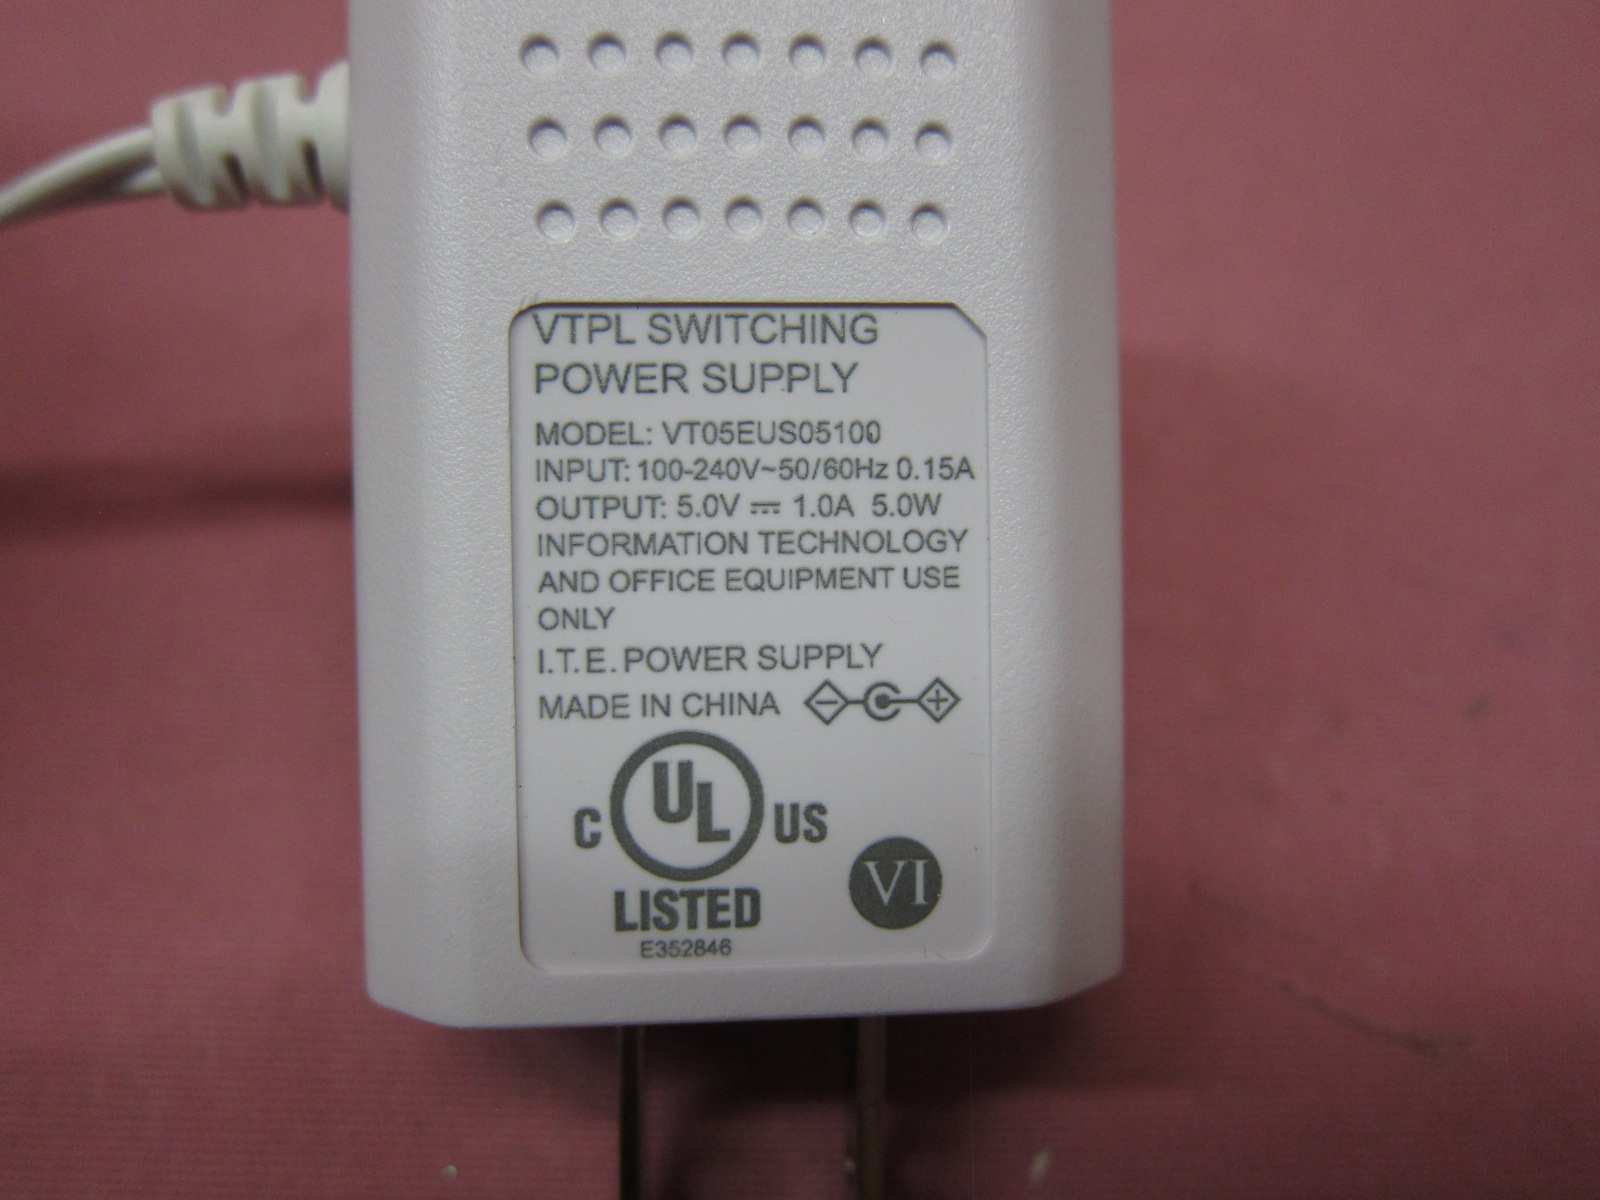 VTPL SWITCHING
POWER SUPPLY
MODEL: VT05EUS05100
INPUT: 100-240V~50/60Hz 0.15A
OUTPUT: 5.0V ⎓ 1.0A 5.0W
INFORMATION TECHNOLOGY
AND OFFICE EQUIPMENT USE
ONLY
I.T.E. POWER SUPPLY
MADE IN CHINA - +
C UL US
LISTED
E352846
VI